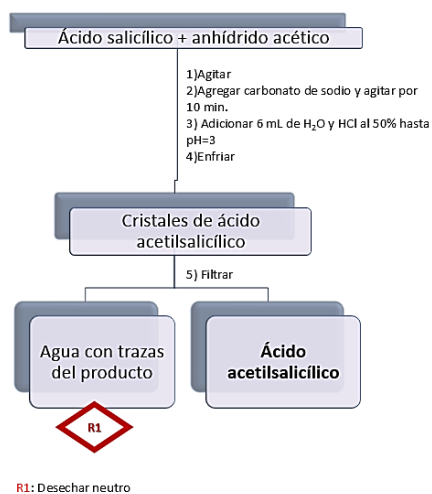 Ácido salicílico + anhídrido acético
1)Agitar
2)Agregar carbonato de sodio y agitar por
10 min.
3) Adicionar 6 mL de H₂O y HCl al 50% hasta
pH=3
4)Enfriar
Cristales de ácido
acetilsalicílico
5) Filtrar
Agua con trazas
del producto
Ácido
acetilsalicílico
R1
R1: Desechar neutro